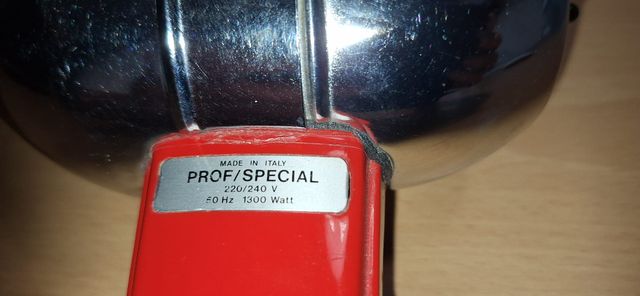 MADE IN ITALY
PROF/SPECIAL
220/240 V
50 Hz 1300 Watt